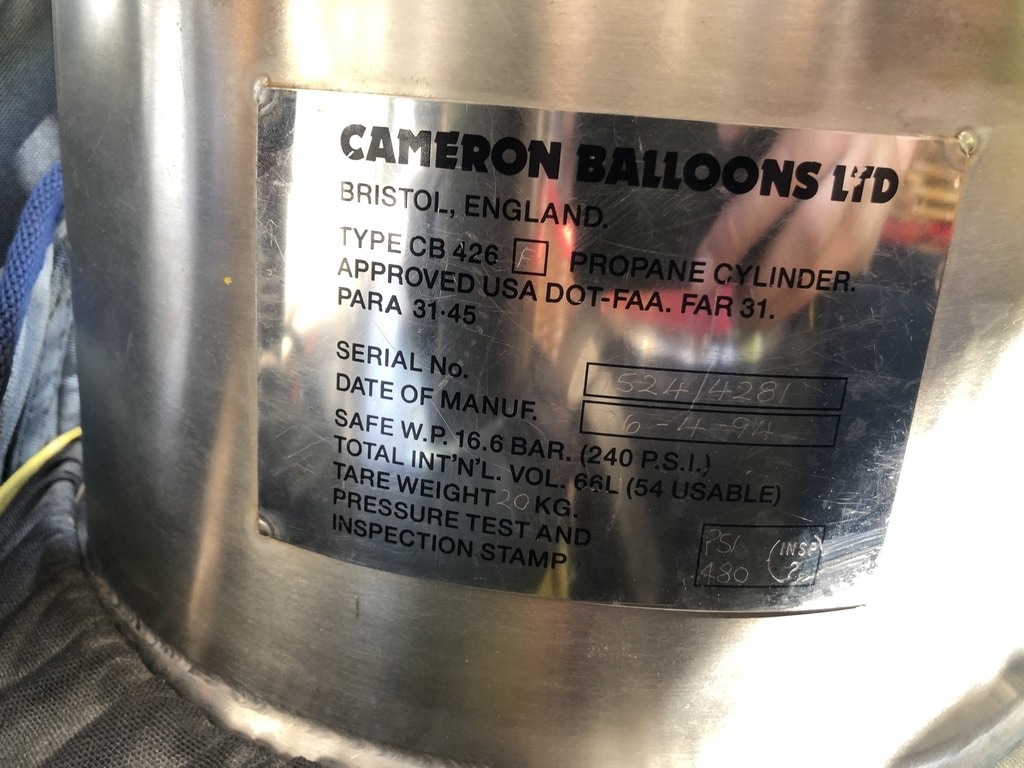 CAMERON BALLOONS LTD
BRISTOL, ENGLAND.
TYPE CB 426 F PROPANE CYLINDER.
APPROVED USA DOT-FAA. FAR 31.
PARA 31·45
SERIAL No. 1524/4281
DATE OF MANUF. 6-4-94
SAFE W.P. 16.6 BAR. (240 P.S.I.)
TOTAL INT'N'L. VOL. 66L (54 USABLE)
TARE WEIGHT 20 KG.
PRESSURE TEST AND
INSPECTION STAMP
PSI INSP
480